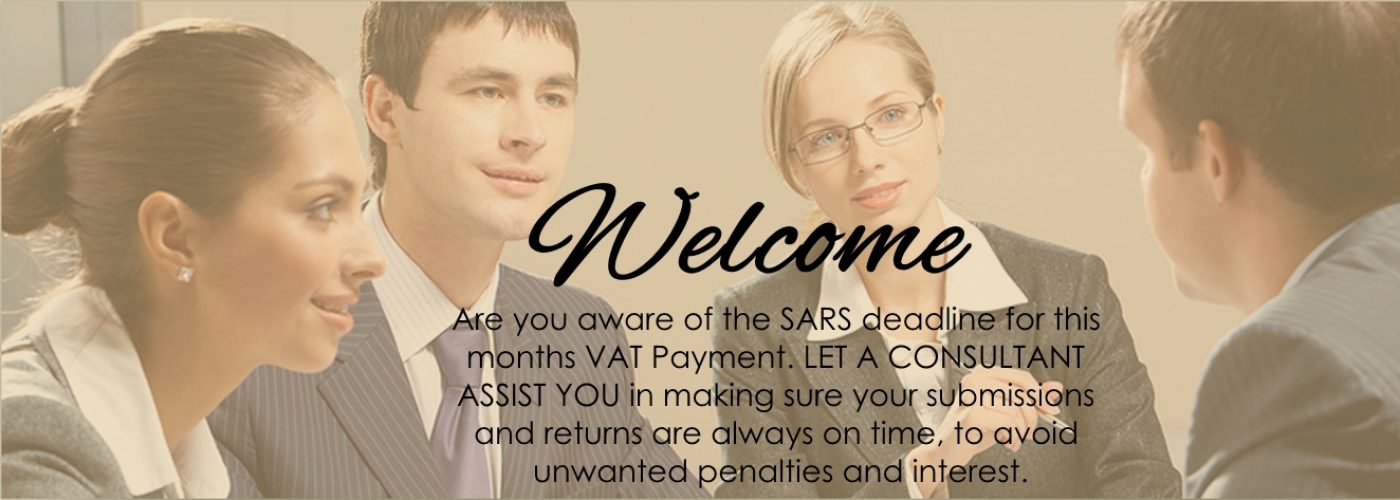 Welcome
Are you aware of the SARS deadline for this
months VAT Payment. LET A CONSULTANT
ASSIST YOU in making sure your submissions
and returns are always on time, to avoid
unwanted penalties and interest.